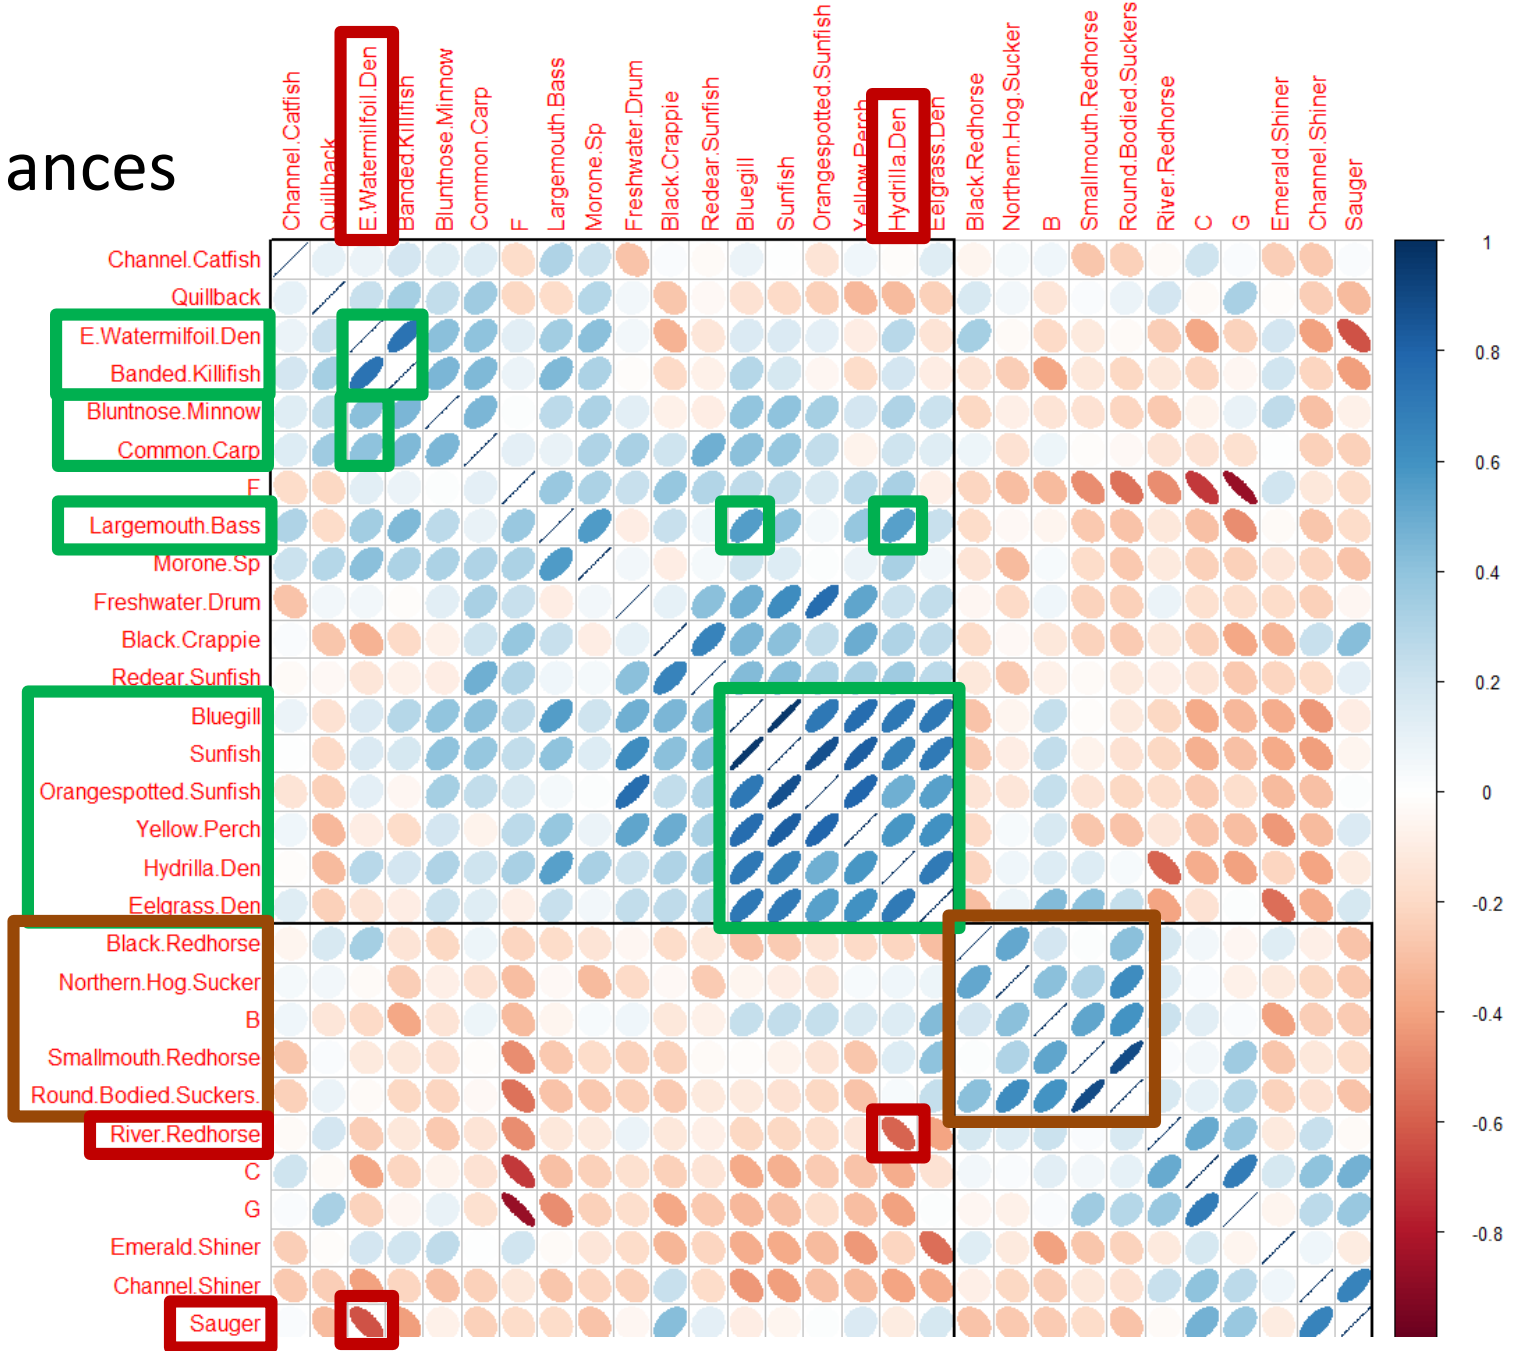 ances
Channel.Catfish
Quillback
E.Watermilfoil.Den
Banded.Killifish
Bluntnose.Minnow
Common.Carp
F
Largemouth.Bass
Morone.Sp
Freshwater.Drum
Black.Crappie
Redear.Sunfish
Bluegill
Sunfish
Orangespotted.Sunfish
Yellow.Perch
Hydrilla.Den
Eelgrass.Den
Black.Redhorse
Northern.Hog.Sucker
B
Smallmouth.Redhorse
Round.Bodied.Suckers
River.Redhorse
C
G
Emerald.Shiner
Channel.Shiner
Sauger
Channel.Catfish
Quillback
E.Watermilfoil.Den
Banded.Killifish
Bluntnose.Minnow
Common.Carp
F
Largemouth.Bass
Morone.Sp
Freshwater.Drum
Black.Crappie
Redear.Sunfish
Bluegill
Sunfish
Orangespotted.Sunfish
Yellow.Perch
Hydrilla.Den
Eelgrass.Den
Black.Redhorse
Northern.Hog.Sucker
B
Smallmouth.Redhorse
Round.Bodied.Suckers.
River.Redhorse
C
G
Emerald.Shiner
Channel.Shiner
Sauger
1
0.8
0.6
0.4
0.2
0
-0.2
-0.4
-0.6
-0.8